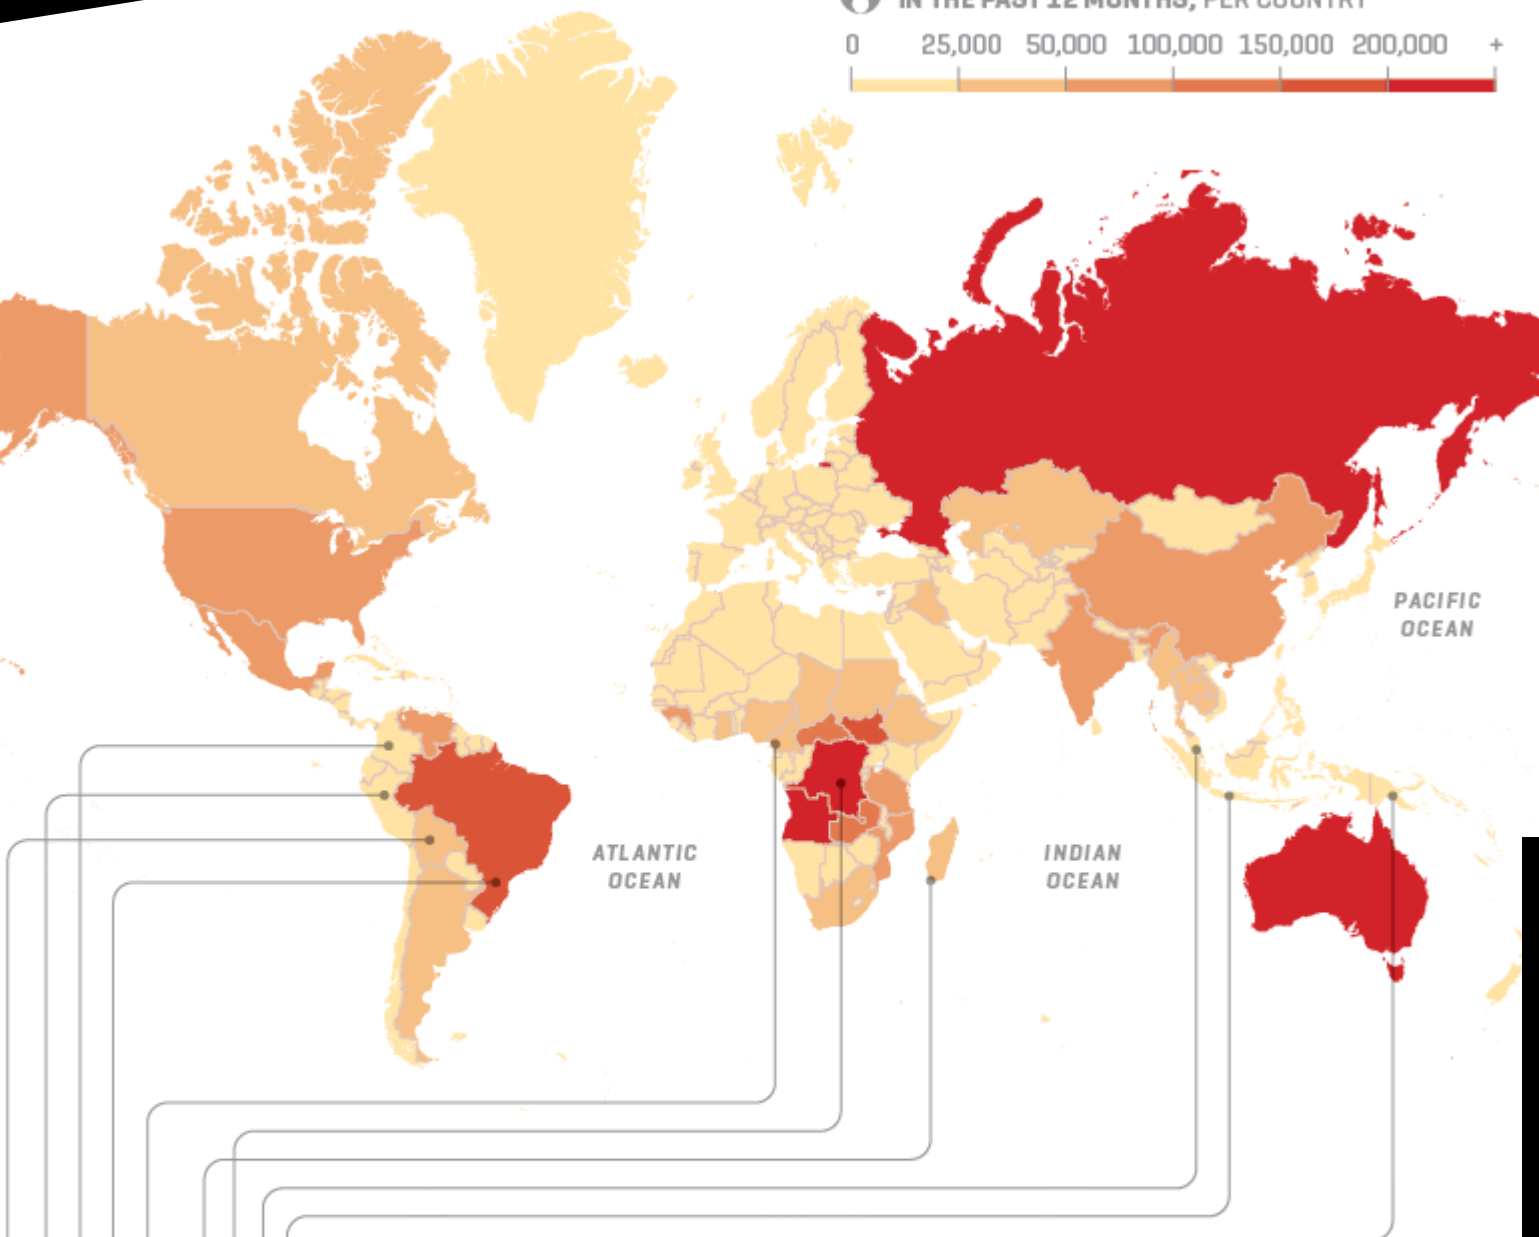 IN THE PAST 12 MONTHS, PER COUNTRY
0 25,000 50,000 100,000 150,000 200,000 +
PACIFIC
OCEAN
ATLANTIC
OCEAN
INDIAN
OCEAN